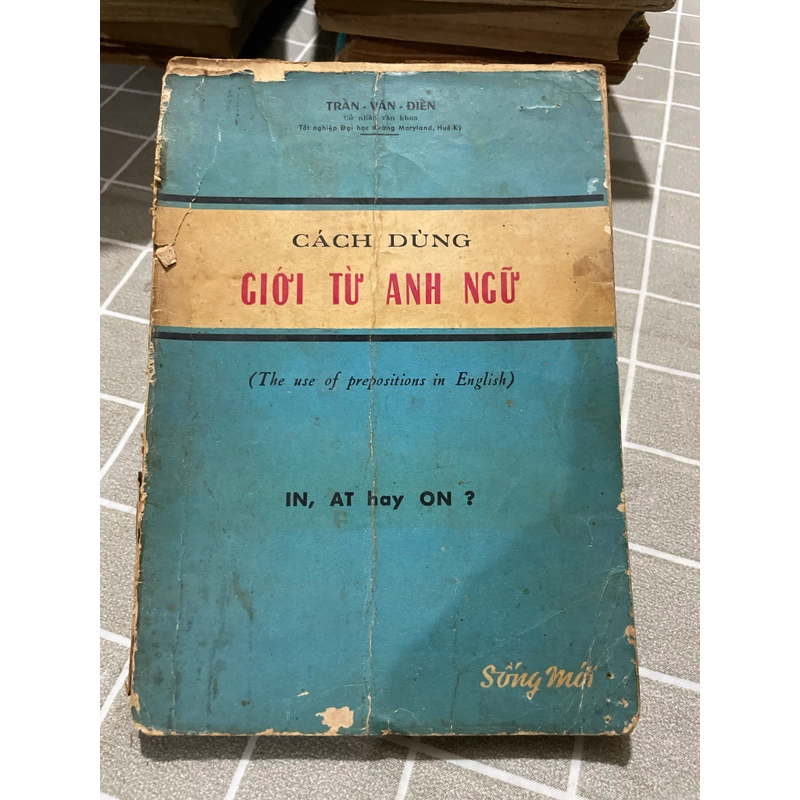 TRẦN - VĂN - ĐIỀN
Cử nhân văn khoa
Tốt nghiệp Đại học đường Maryland, Huê-Kỳ
CÁCH DÙNG
GIỚI TỪ ANH NGỮ
(The use of prepositions in English)
IN, AT hay ON ?
Sống Mới